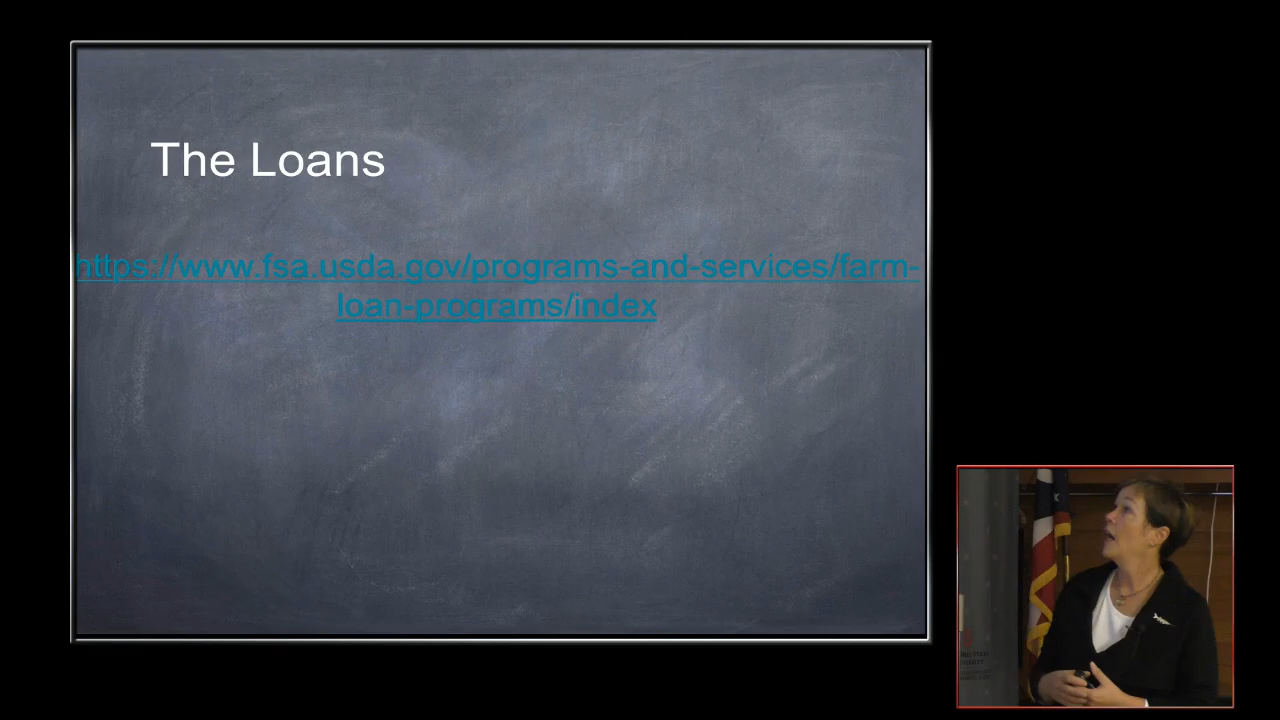 The Loans
https://www.fsa.usda.gov/programs-and-services/farm-
loan-programs/index